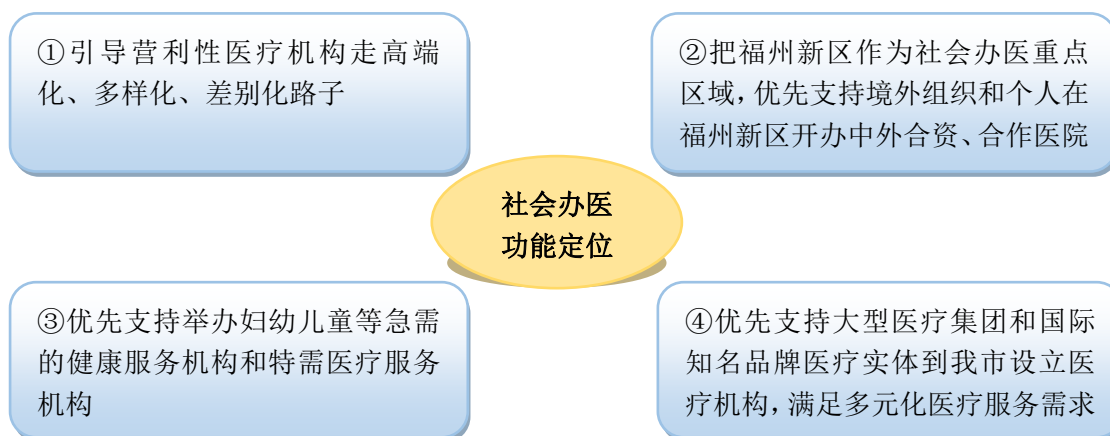 ①引导营利性医疗机构走高端
化、多样化、差别化路子
②把福州新区作为社会办医重点
区域，优先支持境外组织和个人在
福州新区开办中外合资、合作医院
社会办医
功能定位
③优先支持举办妇幼儿童等急需
的健康服务机构和特需医疗服务
机构
④优先支持大型医疗集团和国际
知名品牌医疗实体到我市设立医
疗机构，满足多元化医疗服务需求